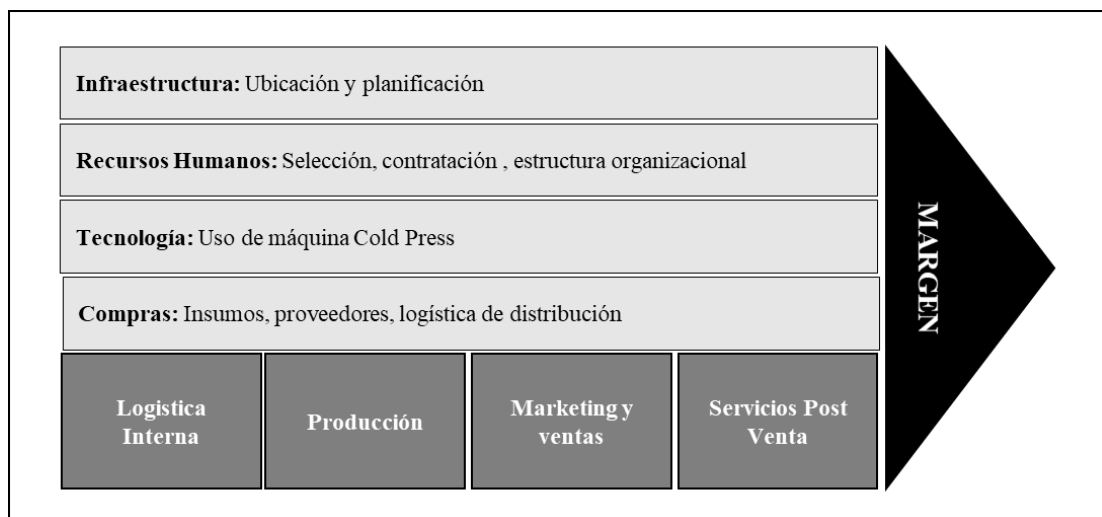 Infraestructura: Ubicación y planificación
Recursos Humanos: Selección, contratación , estructura organizacional
Tecnología: Uso de máquina Cold Press
Compras: Insumos, proveedores, logística de distribución
Logistica
Interna
Producción
Marketing y
ventas
Servicios Post
Venta
MARGEN